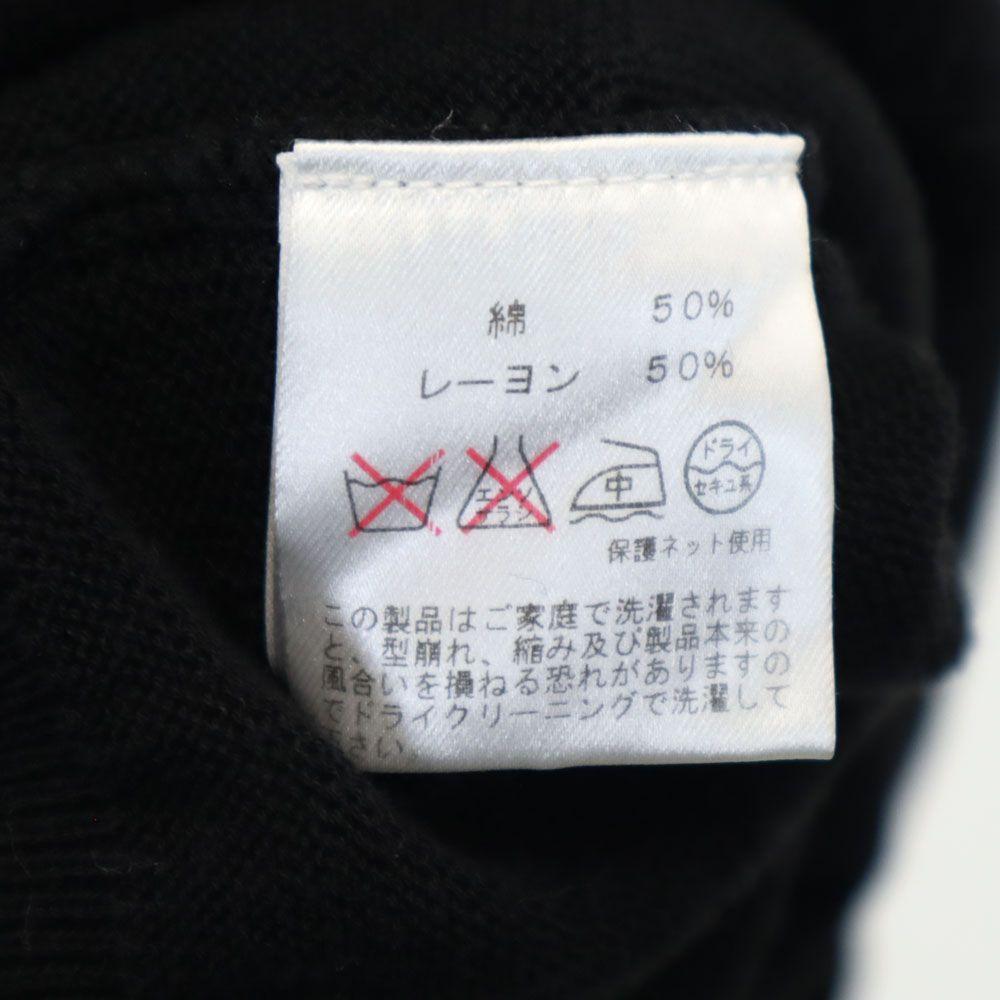 綿 50%
レーヨン 50%
エンソ
サラシ
中
ドライ
セキユ系
保護ネット使用
この製品はご家庭で洗濯されます
と、型崩れ、縮み及び製品本来の
風合いを損ねる恐れがありますの
でドライクリーニングで洗濯して
下さい